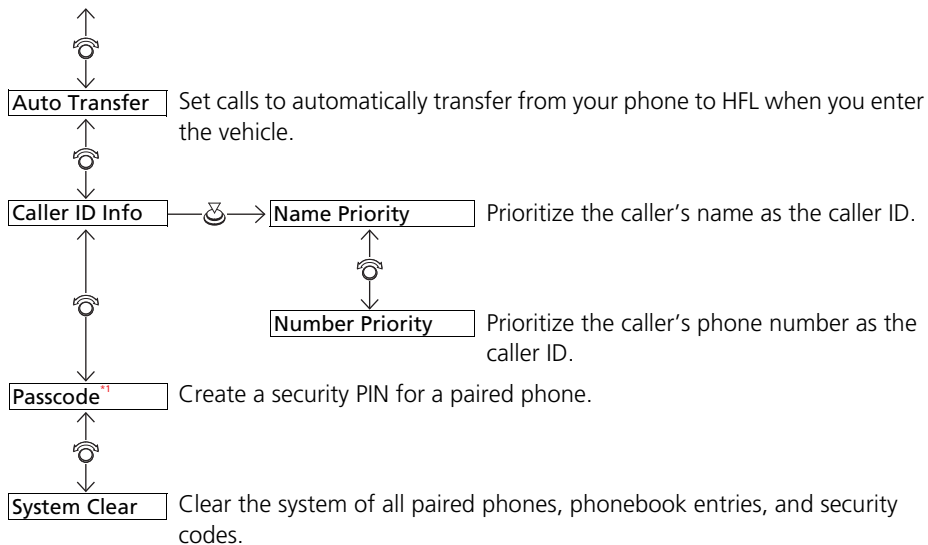 Auto Transfer
Set calls to automatically transfer from your phone to HFL when you enter
the vehicle.
Caller ID Info
Name Priority
Prioritize the caller's name as the caller ID.
Number Priority
Prioritize the caller's phone number as the
caller ID.
Passcode*1
Create a security PIN for a paired phone.
System Clear
Clear the system of all paired phones, phonebook entries, and security
codes.